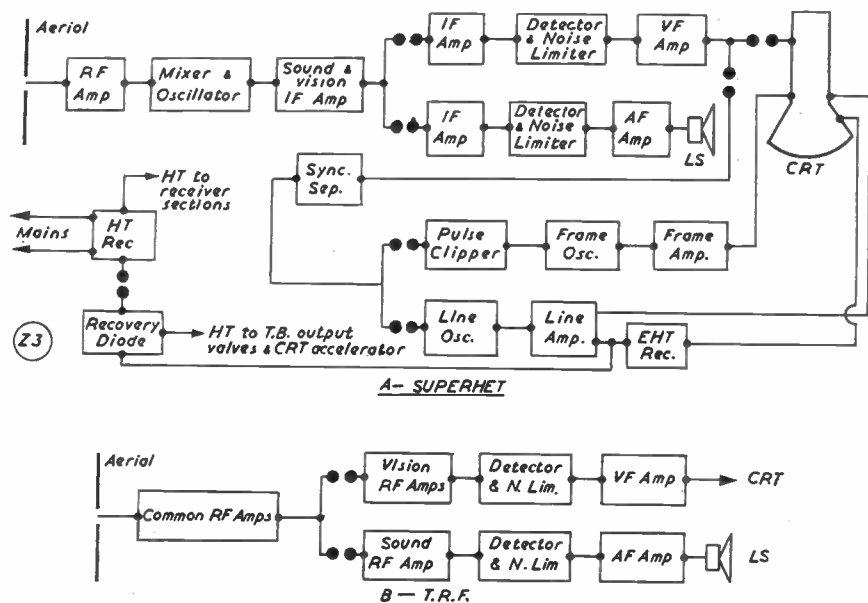 Aerial
RF
Amp
Mixer &
Oscillator
Sound &
vision
IF Amp
IF
Amp
Detector
& Noise
Limiter
VF
Amp
IF
Amp
Detector
& Noise
Limiter
AF
Amp
LS
CRT
Sync.
Sep.
HT to
receiver
sections
Mains
HT
Rec
Pulse
Clipper
Frame
Osc.
Frame
Amp.
Z3
Recovery
Diode
HT to T.B. output
valves & CRT accelerator
Line
Osc.
Line
Amp.
EHT
Rec.
A— SUPERHET
Aerial
Common RF Amps
Vision
RF Amps
Detector
& N. Lim.
VF Amp
CRT
Sound
RF Amp
Detector
& N. Lim
AF Amp
LS
B — T.R.F.